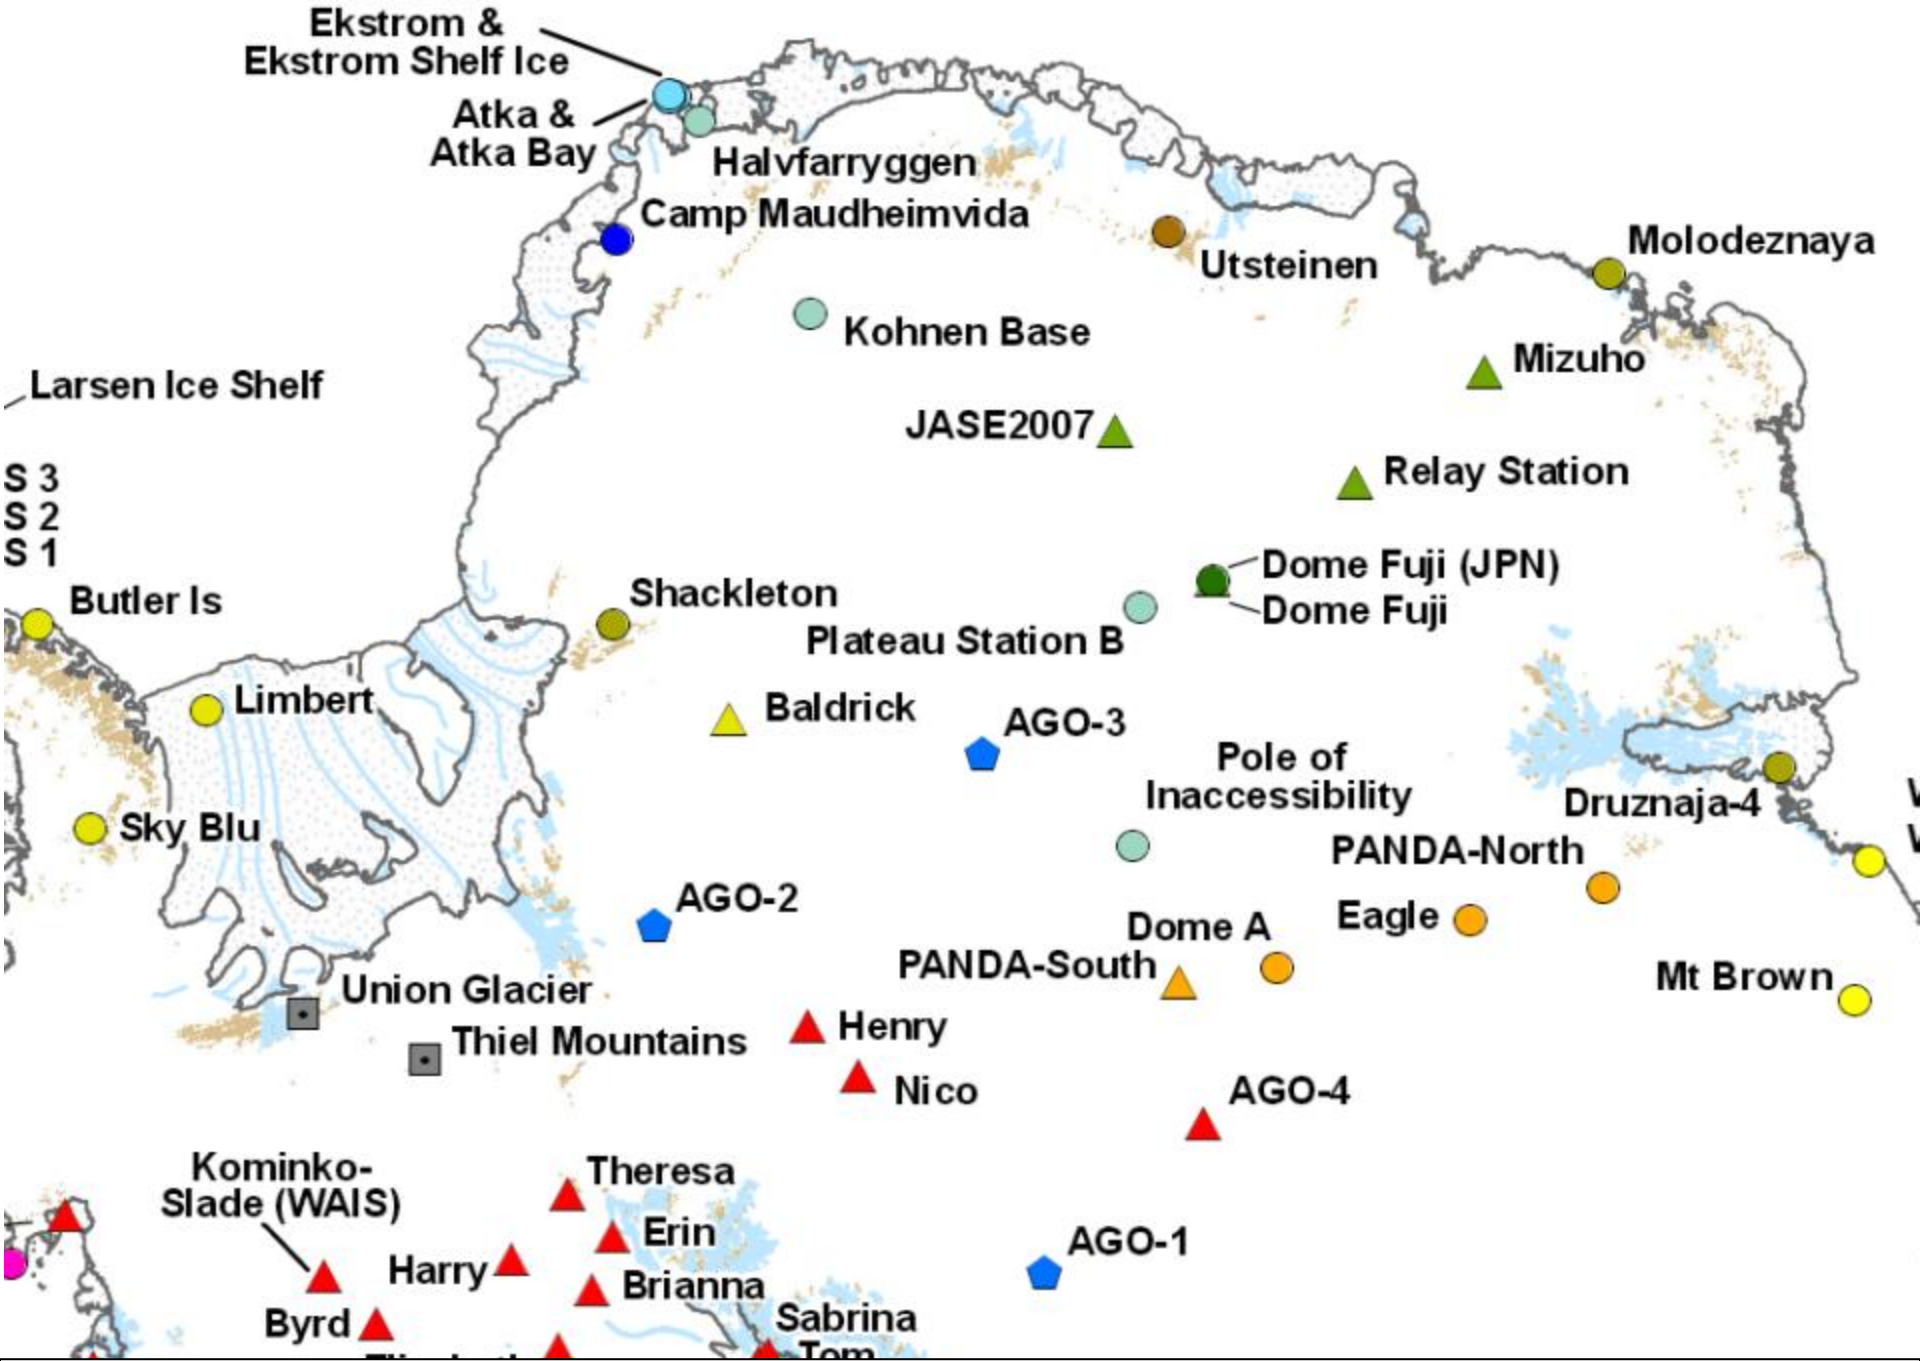 Ekstrom &
Ekstrom Shelf Ice
Atka &
Atka Bay
Halvfarryggen
Camp Maudheimvida
Molodeznaya
Utsteinen
Kohnen Base
Mizuho
Larsen Ice Shelf
JASE2007
Relay Station
S 3
S 2
S 1
Dome Fuji (JPN)
Dome Fuji
Butler Is
Shackleton
Plateau Station B
Limbert
Baldrick
AGO-3
Pole of
Inaccessibility
Druznaja-4
Sky Blu
PANDA-North
AGO-2
Eagle
Dome A
PANDA-South
Mt Brown
Union Glacier
Henry
Thiel Mountains
Nico
AGO-4
Kominko-
Slade (WAIS)
Theresa
Erin
AGO-1
Harry
Brianna
Byrd
Sabrina
Tom